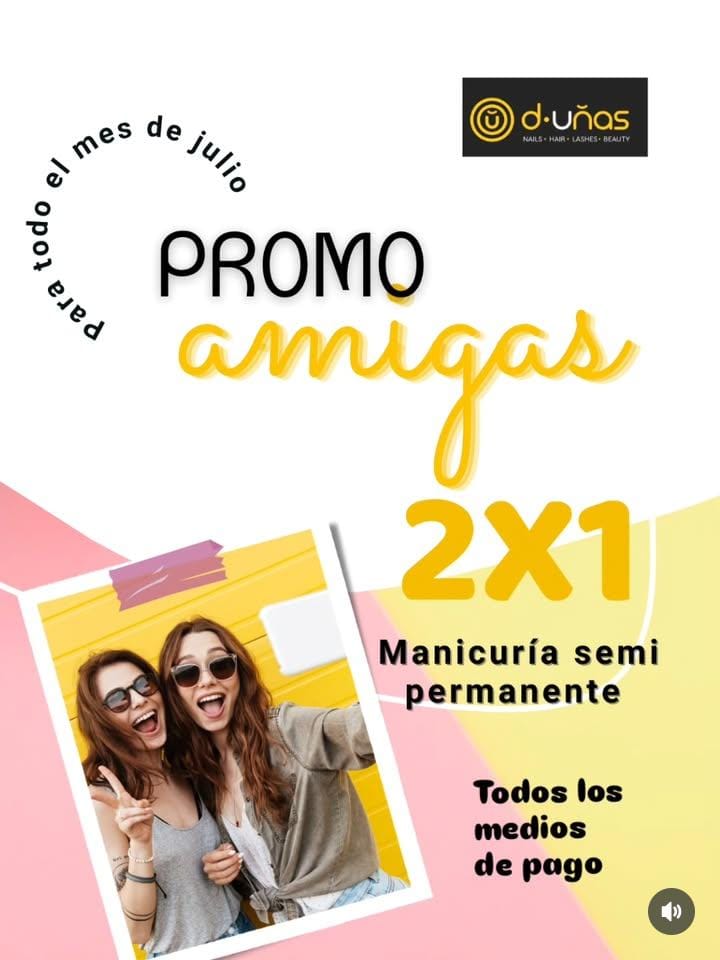 d·uñas
NAILS• HAIR• LASHES• BEAUTY
para todo el mes de julio
PROMO
amigas
2X1
Manicuría semi
permanente
Todos los
medios
de pago